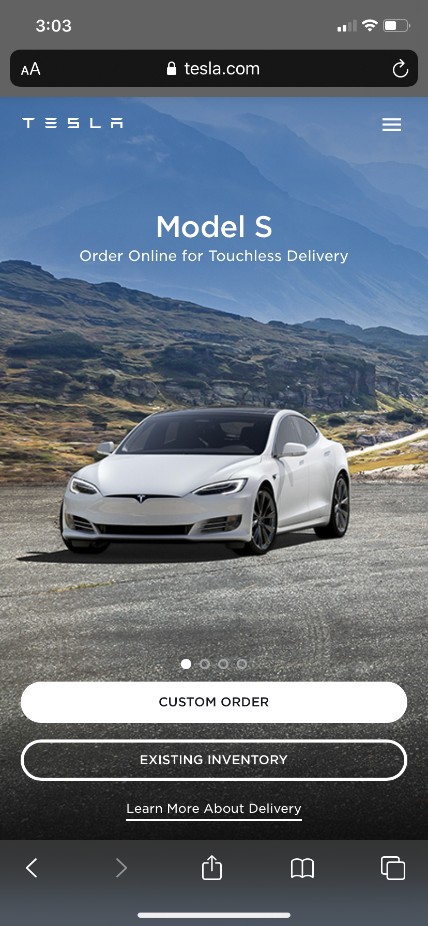 3:03
AA
tesla.com
TESLA
Model S
Order Online for Touchless Delivery
CUSTOM ORDER
EXISTING INVENTORY
Learn More About Delivery